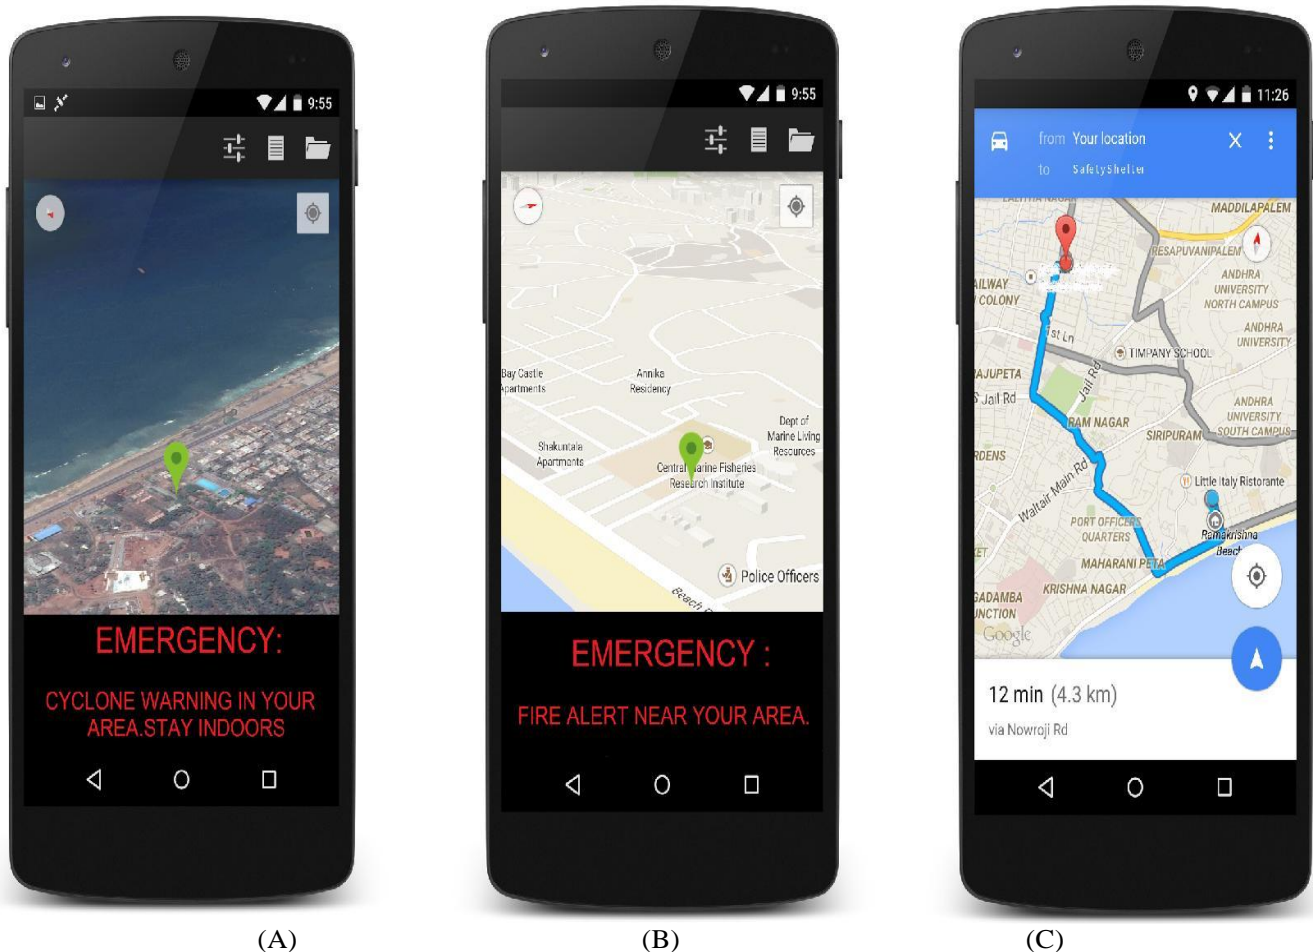 9:55
EMERGENCY:
CYCLONE WARNING IN YOUR
AREA.STAY INDOORS
(A)
9:55
Bay Castle
Apartments
Annika
Residency
Dept of
Marine Living
Resources
Shakuntala
Apartments
Central Marine Fisheries
Research Institute
Police Officers
Beach
EMERGENCY :
FIRE ALERT NEAR YOUR AREA.
(B)
11:26
from Your location
to SafetyShelter
MADDILAPALEM
RESAPUVANIPALEM
ANDHRA
UNIVERSITY
NORTH CAMPUS
COLONY
ANDHRA
UNIVERSITY
1st Ln
TIMPANY SCHOOL
Jail Rd
Jail Rd
ANDHRA
UNIVERSITY
SOUTH CAMPUS
RAM NAGAR
SIRIPURAM
Waltair Main Rd
Little Italy Ristorante
PORT OFFICERS
QUARTERS
Ramakrishna
Beach
MAHARANI PETA
KRISHNA NAGAR
Google
12 min (4.3 km)
via Nowroji Rd
(C)